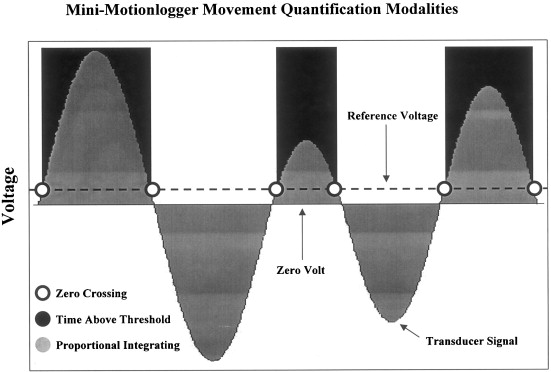 Mini-Motionlogger Movement Quantification Modalities
Voltage
Reference Voltage
Zero Volt
Zero Crossing
Time Above Threshold
Proportional Integrating
Transducer Signal